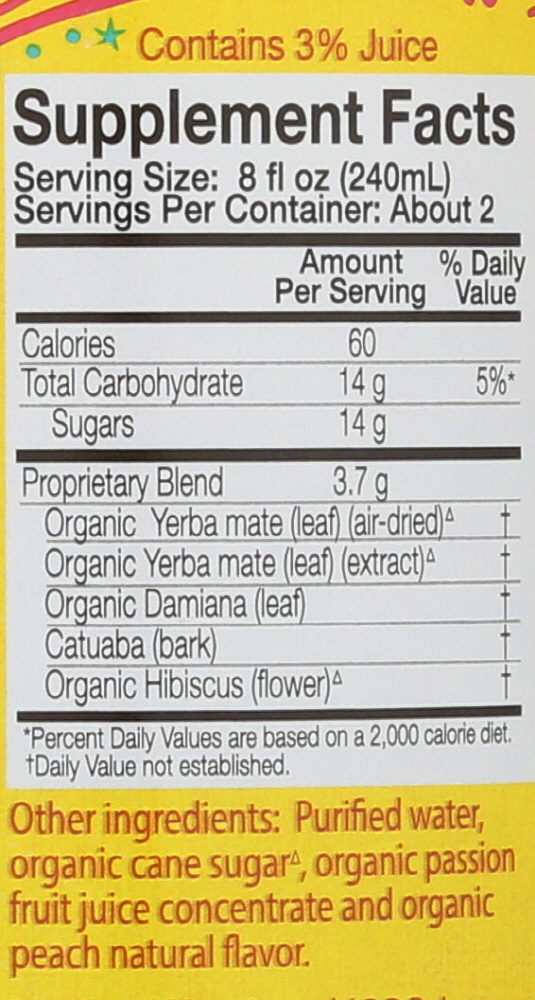 Contains 3% Juice
Supplement Facts
Serving Size: 8 fl oz (240mL)
Servings Per Container: About 2
Amount % Daily
Per Serving Value
Calories 60
Total Carbohydrate 14 g 5%*
Sugars 14 g
Proprietary Blend 3.7 g
Organic Yerba mate (leaf) (air-dried)∆ †
Organic Yerba mate (leaf) (extract)∆ †
Organic Damiana (leaf) †
Catuaba (bark) †
Organic Hibiscus (flower)∆ †
*Percent Daily Values are based on a 2,000 calorie diet.
†Daily Value not established.
Other ingredients: Purified water,
organic cane sugar∆, organic passion
fruit juice concentrate and organic
peach natural flavor.